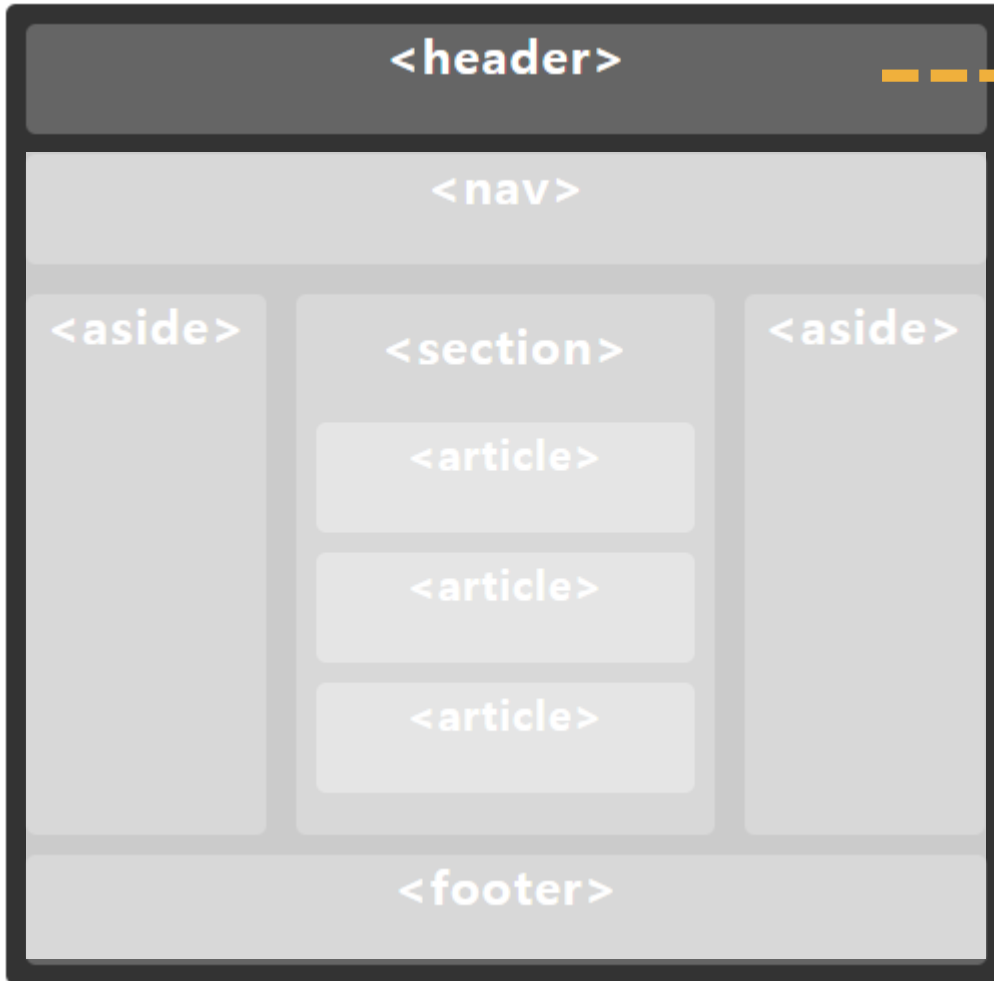 <header>
<nav>
<aside>
<section>
<aside>
<article>
<article>
<article>
<footer>